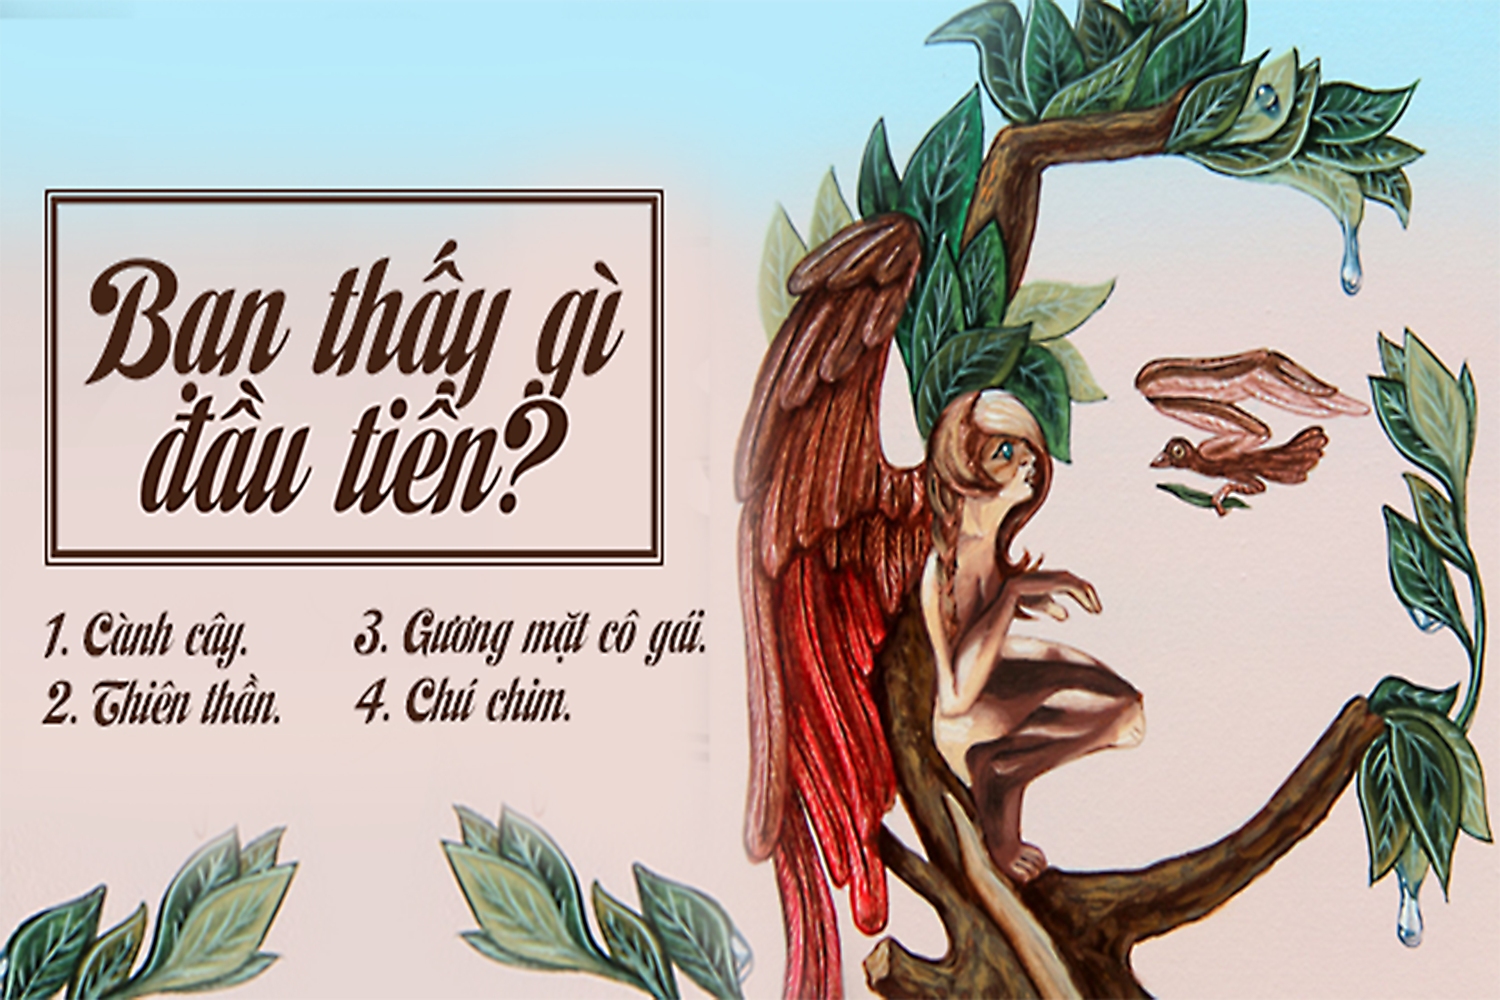 Bạn thấy gì
đầu tiên?
1. Cành cây.
2. Thiên thần.
3. Gương mặt cô gái.
4. Chú chim.